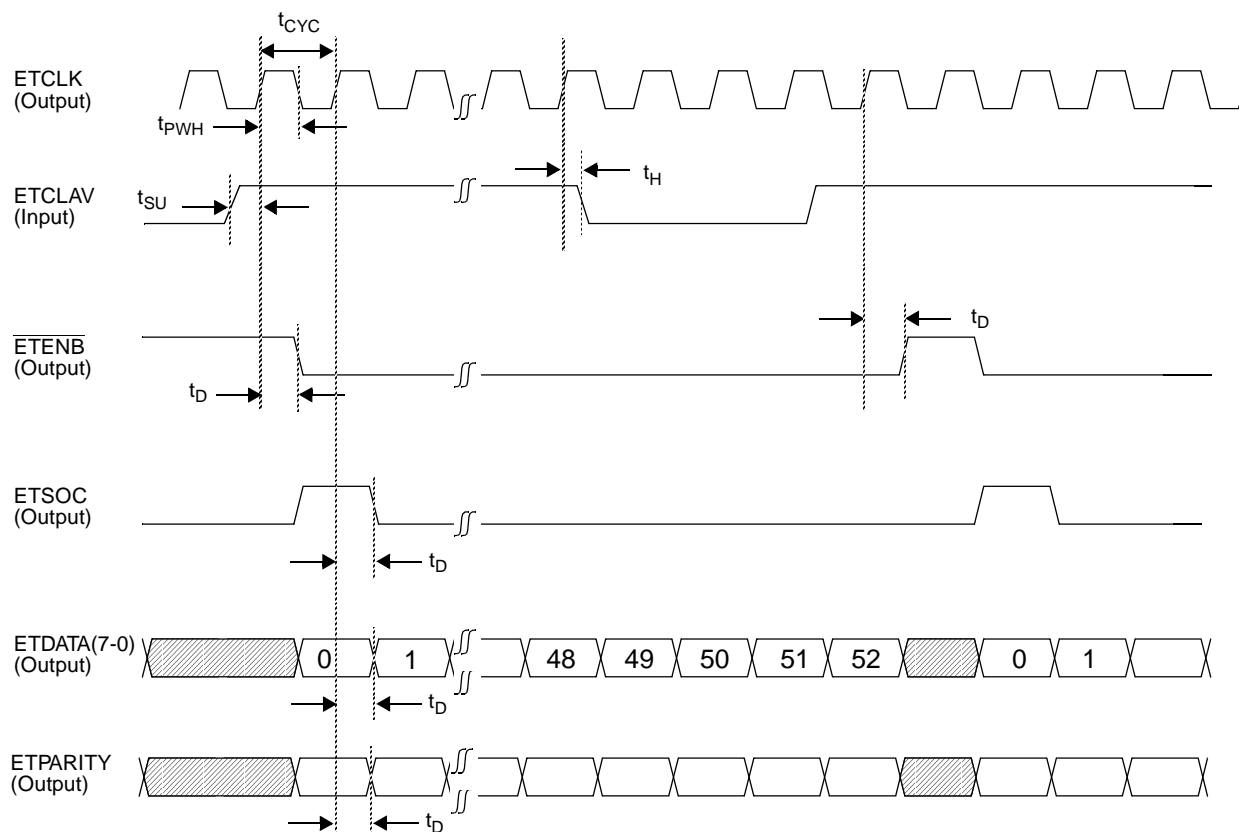 tCYC
ETCLK
(Output)
tPWH
tH
ETCLAV
(Input)
tSU
ETENB
(Output)
tD
tD
ETSOC
(Output)
tD
ETDATA(7-0)
(Output)
0 1 48 49 50 51 52 0 1
tD
ETPARITY
(Output)
tD